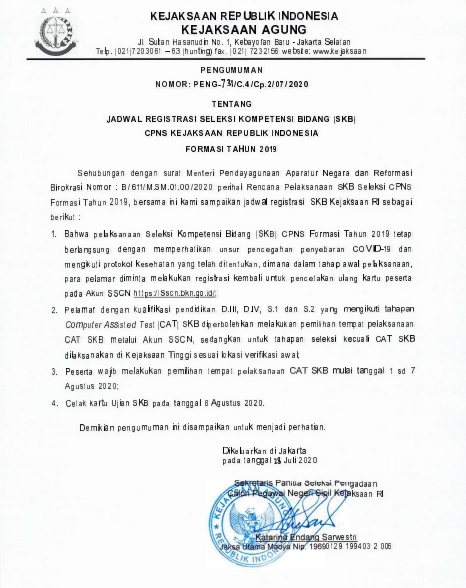 KEJAKSAAN REPUBLIK INDONESIA
KEJAKSAAN AGUNG
Jl. Sultan Hasanudin No. 1, Kebayoran Baru - Jakarta Selatan
Telp. (021)7203061 – 63 (hunting) fax. (021) 7232156 website: www.kejaksaan
PENGUMUMAN
NOMOR: PENG-734/C.4/Cp.2/07/2020
TENTANG
JADWAL REGISTRASI SELEKSI KOMPETENSI BIDANG (SKB)
CPNS KEJAKSAAN REPUBLIK INDONESIA
FORMASI TAHUN 2019
Sehubungan dengan surat Menteri Pendayagunaan Aparatur Negara dan Reformasi
Birokrasi Nomor : B/611/M.SM.01.00/2020 perihal Rencana Pelaksanaan SKB Seleksi CPNS
Formasi Tahun 2019, bersama ini kami sampaikan jadwal registrasi SKB Kejaksaan RI sebagai
berikut :
1. Bahwa pelaksanaan Seleksi Kompetensi Bidang (SKB) CPNS Formasi Tahun 2019 tetap
berlangsung dengan memperhatikan unsur pencegahan penyebaran COVID-19 dan
mengikuti protokol kesehatan yang telah ditentukan, dimana dalam tahap awal pelaksanaan,
para pelamar diminta melakukan registrasi kembali untuk pencetakan ulang kartu peserta
pada Akun SSCN https://sscn.bkn.go.id/;
2. Pelamar dengan kualifikasi pendidikan D.III, D.IV, S.1 dan S.2 yang mengikuti tahapan
Computer Assisted Test (CAT) SKB diperbolehkan melakukan pemilihan tempat pelaksanaan
CAT SKB melalui Akun SSCN, sedangkan untuk tahapan seleksi kecuali CAT SKB
dilaksanakan di Kejaksaan Tinggi sesuai lokasi verifikasi awal;
3. Peserta wajib melakukan pemilihan tempat pelaksanaan CAT SKB mulai tanggal 1 sd 7
Agustus 2020;
4. Cetak kartu Ujian SKB pada tanggal 8 Agustus 2020.
Demikian pengumuman ini disampaikan untuk menjadi perhatian.
Dikeluarkan di Jakarta
pada tanggal 28 Juli 2020
Sekretaris Panitia Seleksi Pengadaan
Calon Pegawai Negeri Sipil Kejaksaan RI
KEJAKSAAN AGUNG
REPUBLIK INDONESIA
Katarina Endang Sarwestri
Jaksa Utama Madya Nip. 19690129 199403 2 006